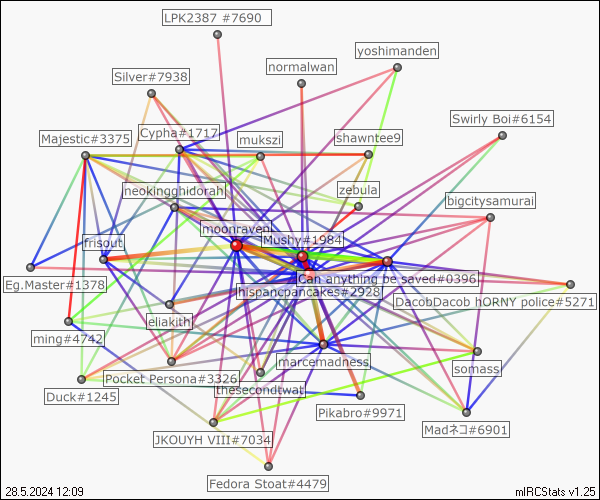 LPK2387 #7690
yoshimanden
normalwan
Silver#7938
Swirly Boi#6154
Cypha#1717
Majestic#3375
mukszi
shawntee9
zebula
neokingghidorah
bigcitysamurai
moonraven
Mushy#1984
frisout
Can anything be saved#0396
Eg.Master#1378
hispancpancakes#2928
DacobDacob hORNY police#5271
eliakith
ming#4742
marcemadness
somass
Pocket Persona#3326
thesecondtwat
Duck#1245
Pikabro#9971
Madネコ#6901
JKOUYH VIII#7034
Fedora Stoat#4479
28.5.2024 12:09
mIRCStats v1.25